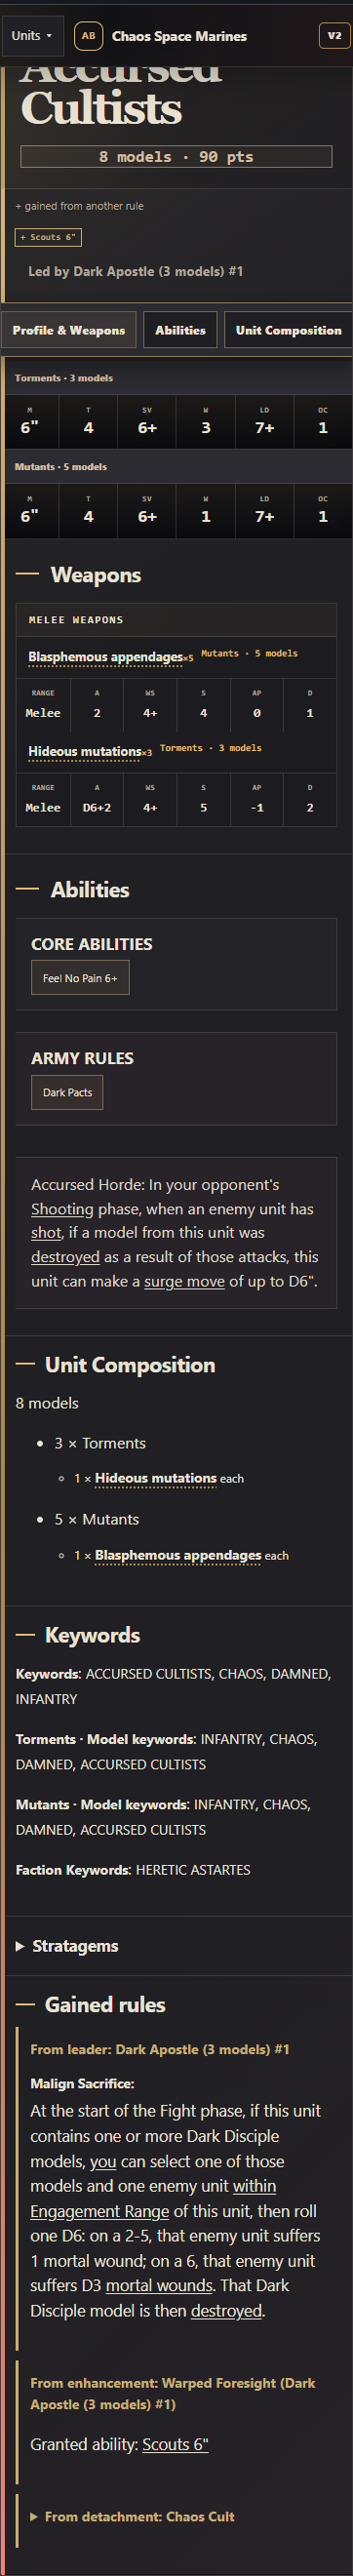 Units ▾ AB Chaos Space Marines V2
Accursed
Cultists
8 models · 90 pts
+ gained from another rule
+ Scouts 6"
Led by Dark Apostle (3 models) #1
Profile & Weapons Abilities Unit Composition
Torments · 3 models
M T SV W LD OC
6" 4 6+ 3 7+ 1
Mutants · 5 models
M T SV W LD OC
6" 4 6+ 1 7+ 1
Weapons
MELEE WEAPONS
Blasphemous appendages×5 Mutants · 5 models
RANGE A WS S AP D
Melee 2 4+ 4 0 1
Hideous mutations×3 Torments · 3 models
RANGE A WS S AP D
Melee D6+2 4+ 5 -1 2
Abilities
CORE ABILITIES
Feel No Pain 6+
ARMY RULES
Dark Pacts
Accursed Horde: In your opponent's
Shooting phase, when an enemy unit has
shot, if a model from this unit was
destroyed as a result of those attacks, this
unit can make a surge move of up to D6".
Unit Composition
8 models
• 3 × Torments
◦ 1 × Hideous mutations each
• 5 × Mutants
◦ 1 × Blasphemous appendages each
Keywords
Keywords: ACCURSED CULTISTS, CHAOS, DAMNED,
INFANTRY
Torments · Model keywords: INFANTRY, CHAOS,
DAMNED, ACCURSED CULTISTS
Mutants · Model keywords: INFANTRY, CHAOS,
DAMNED, ACCURSED CULTISTS
Faction Keywords: HERETIC ASTARTES
▶ Stratagems
Gained rules
From leader: Dark Apostle (3 models) #1
Malign Sacrifice:
At the start of the Fight phase, if this unit
contains one or more Dark Disciple
models, you can select one of those
models and one enemy unit within
Engagement Range of this unit, then roll
one D6: on a 2-5, that enemy unit suffers
1 mortal wound; on a 6, that enemy unit
suffers D3 mortal wounds. That Dark
Disciple model is then destroyed.
From enhancement: Warped Foresight (Dark
Apostle (3 models) #1)
Granted ability: Scouts 6"
▶ From detachment: Chaos Cult